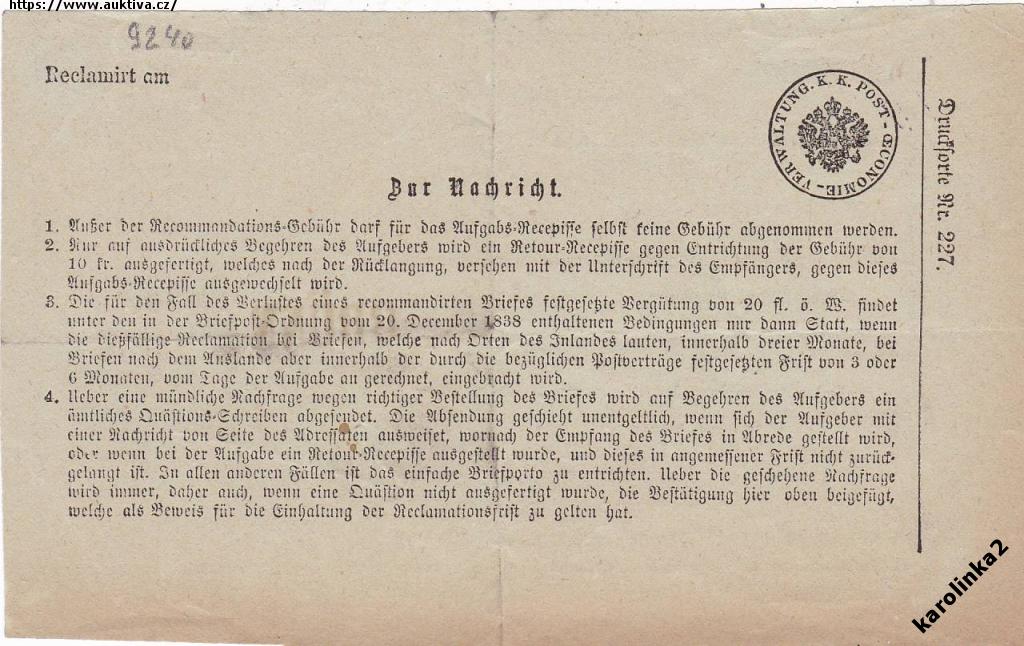 https://www.auktiva.cz/
9240
Reclamirt am
VERWALTUNG. K. K. POST-ŒCONOMIE-
Drucksorte Nr. 227.
Zur Nachricht.
1. Außer der Recommandations-Gebühr darf für das Aufgabs-Recepisse selbst keine Gebühr abgenommen werden.
2. Nur auf ausdrückliches Begehren des Aufgebers wird ein Retour-Recepisse gegen Entrichtung der Gebühr von
10 kr. ausgefertigt, welches nach der Rücklangung, versehen mit der Unterschrift des Empfängers, gegen dieses
Aufgabs-Recepisse ausgewechselt wird.
3. Die für den Fall des Verlustes eines recommandirten Briefes festgesetzte Vergütung von 20 fl. ö. W. findet
unter den in der Briefpost-Ordnung vom 20. December 1838 enthaltenen Bedingungen nur dann Statt, wenn
die dießfällige Reclamation bei Briefen, welche nach Orten des Inlandes lauten, innerhalb dreier Monate, bei
Briefen nach dem Auslande aber innerhalb der durch die bezüglichen Postverträge festgesetzten Frist von 3 oder
6 Monaten, vom Tage der Aufgabe an gerechnet, eingebracht wird.
4. Ueber eine mündliche Nachfrage wegen richtiger Bestellung des Briefes wird auf Begehren des Aufgebers ein
ämtliches Quästions-Schreiben abgesendet. Die Absendung geschieht unentgeltlich, wenn sich der Aufgeber mit
einer Nachricht von Seite des Adressaten ausweiset, wornach der Empfang des Briefes in Abrede gestellt wird,
oder wenn bei der Aufgabe ein Retour-Recepisse ausgestellt wurde, und dieses in angemessener Frist nicht zurück-
gelangt ist. In allen anderen Fällen ist das einfache Briefporto zu entrichten. Ueber die geschehene Nachfrage
wird immer, daher auch, wenn eine Quästion nicht ausgefertigt wurde, die Bestätigung hier oben beigefügt,
welche als Beweis für die Einhaltung der Reclamationsfrist zu gelten hat.
karolinka2